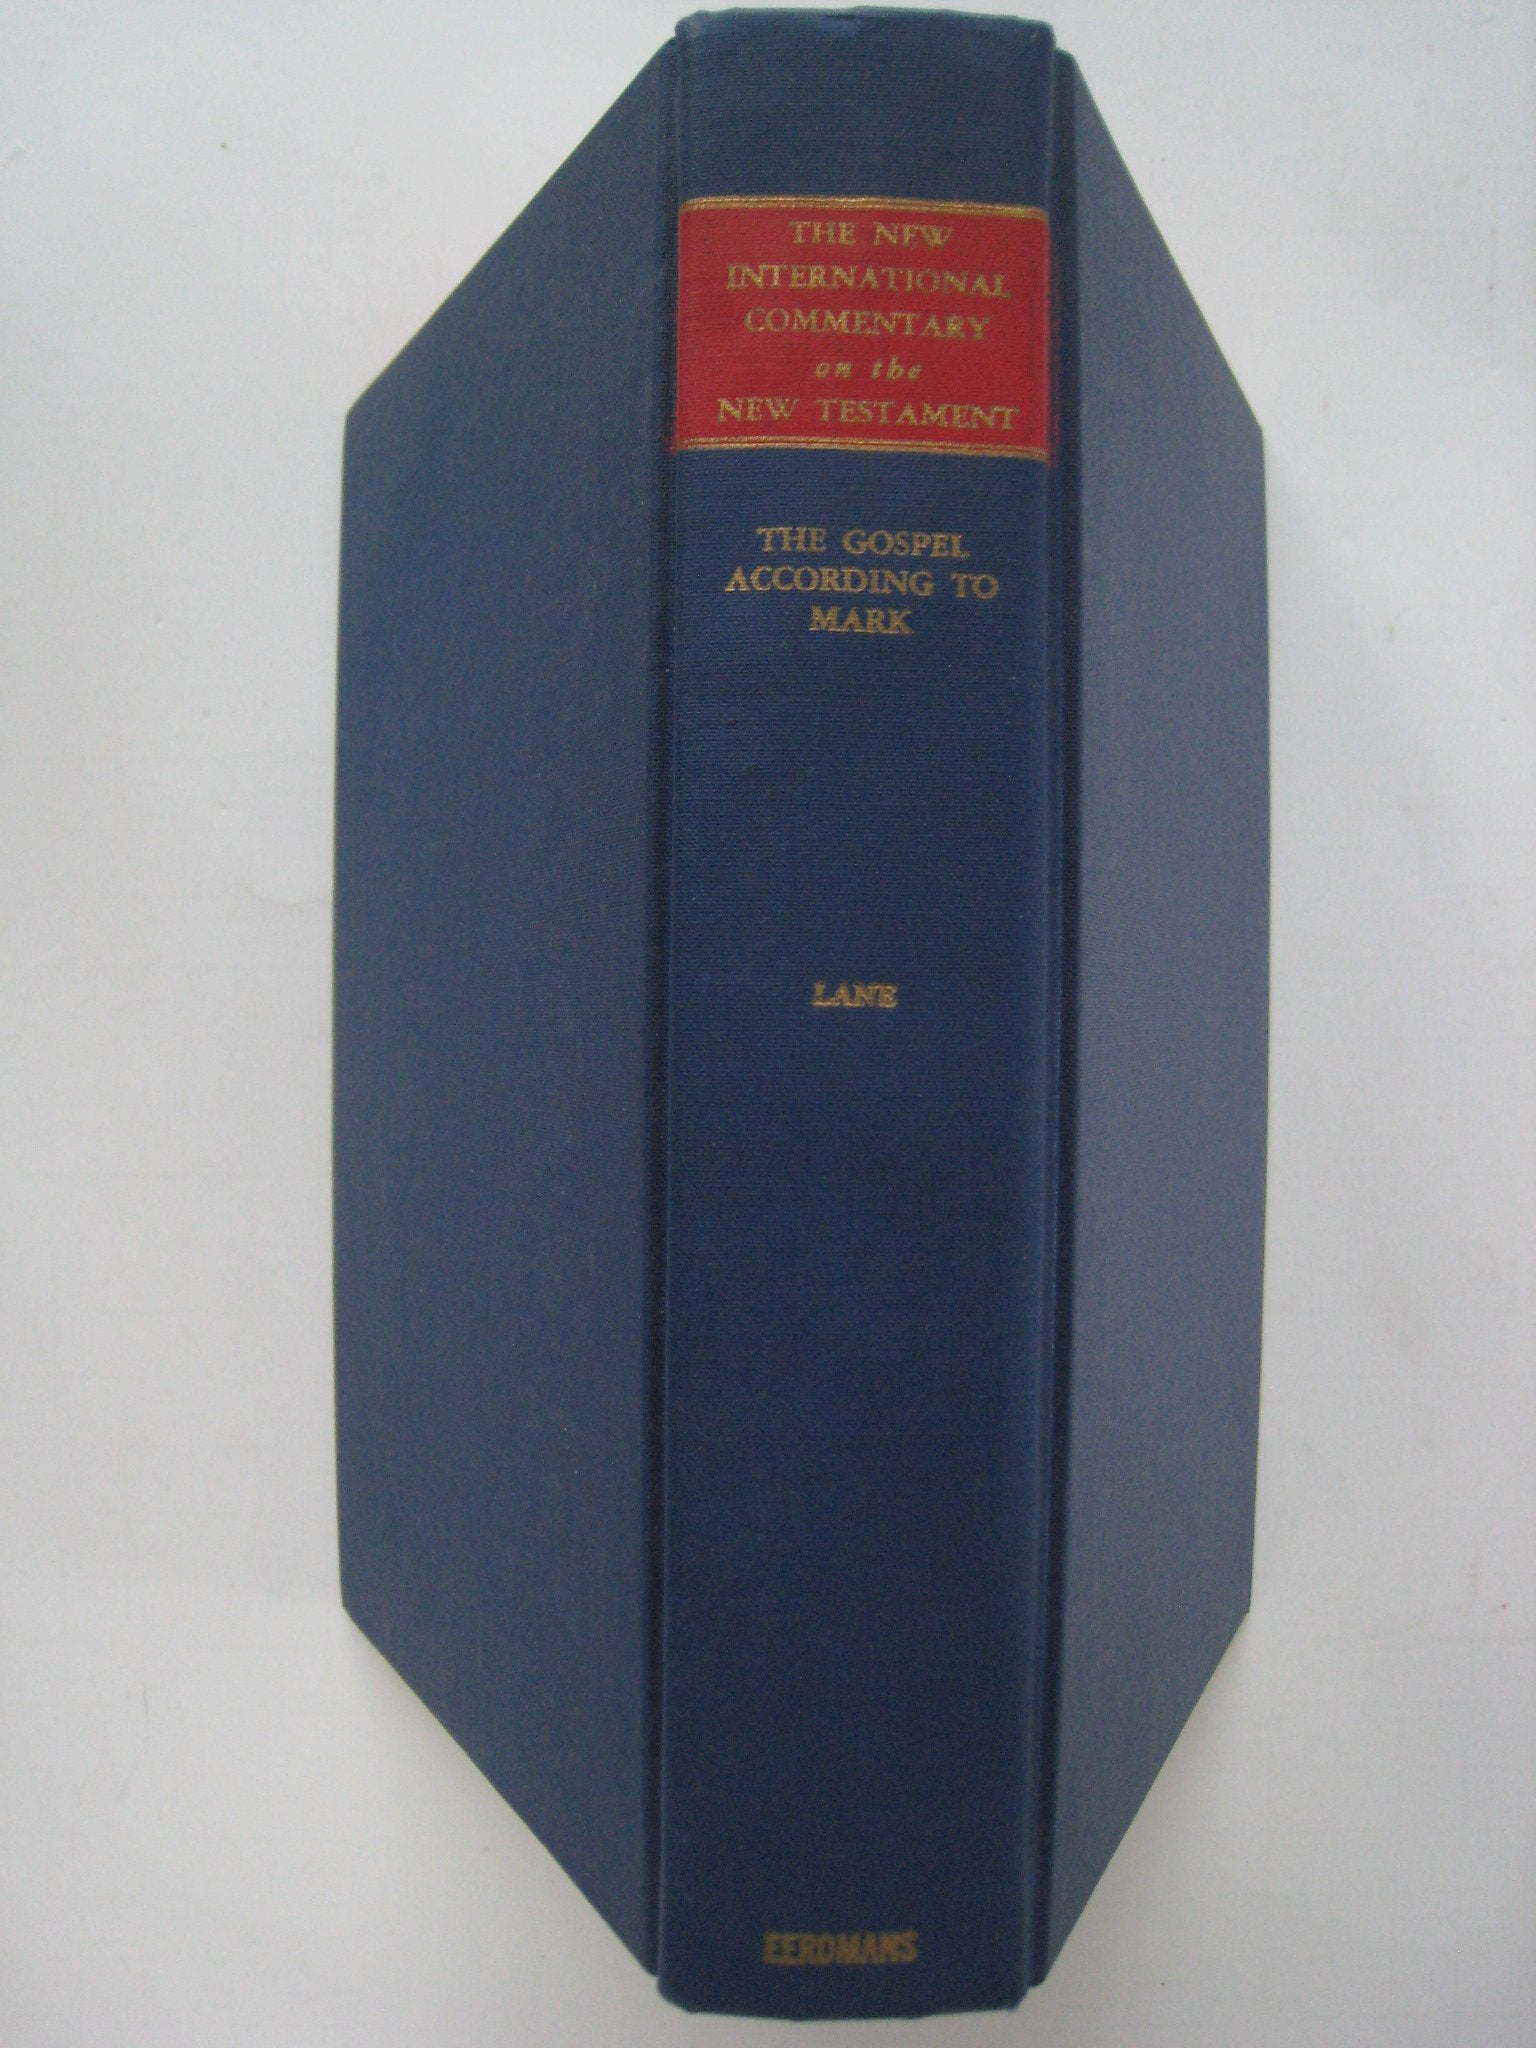 THE NEW
INTERNATIONAL
COMMENTARY
on the
NEW TESTAMENT
THE GOSPEL
ACCORDING TO
MARK
LANE
EERDMANS